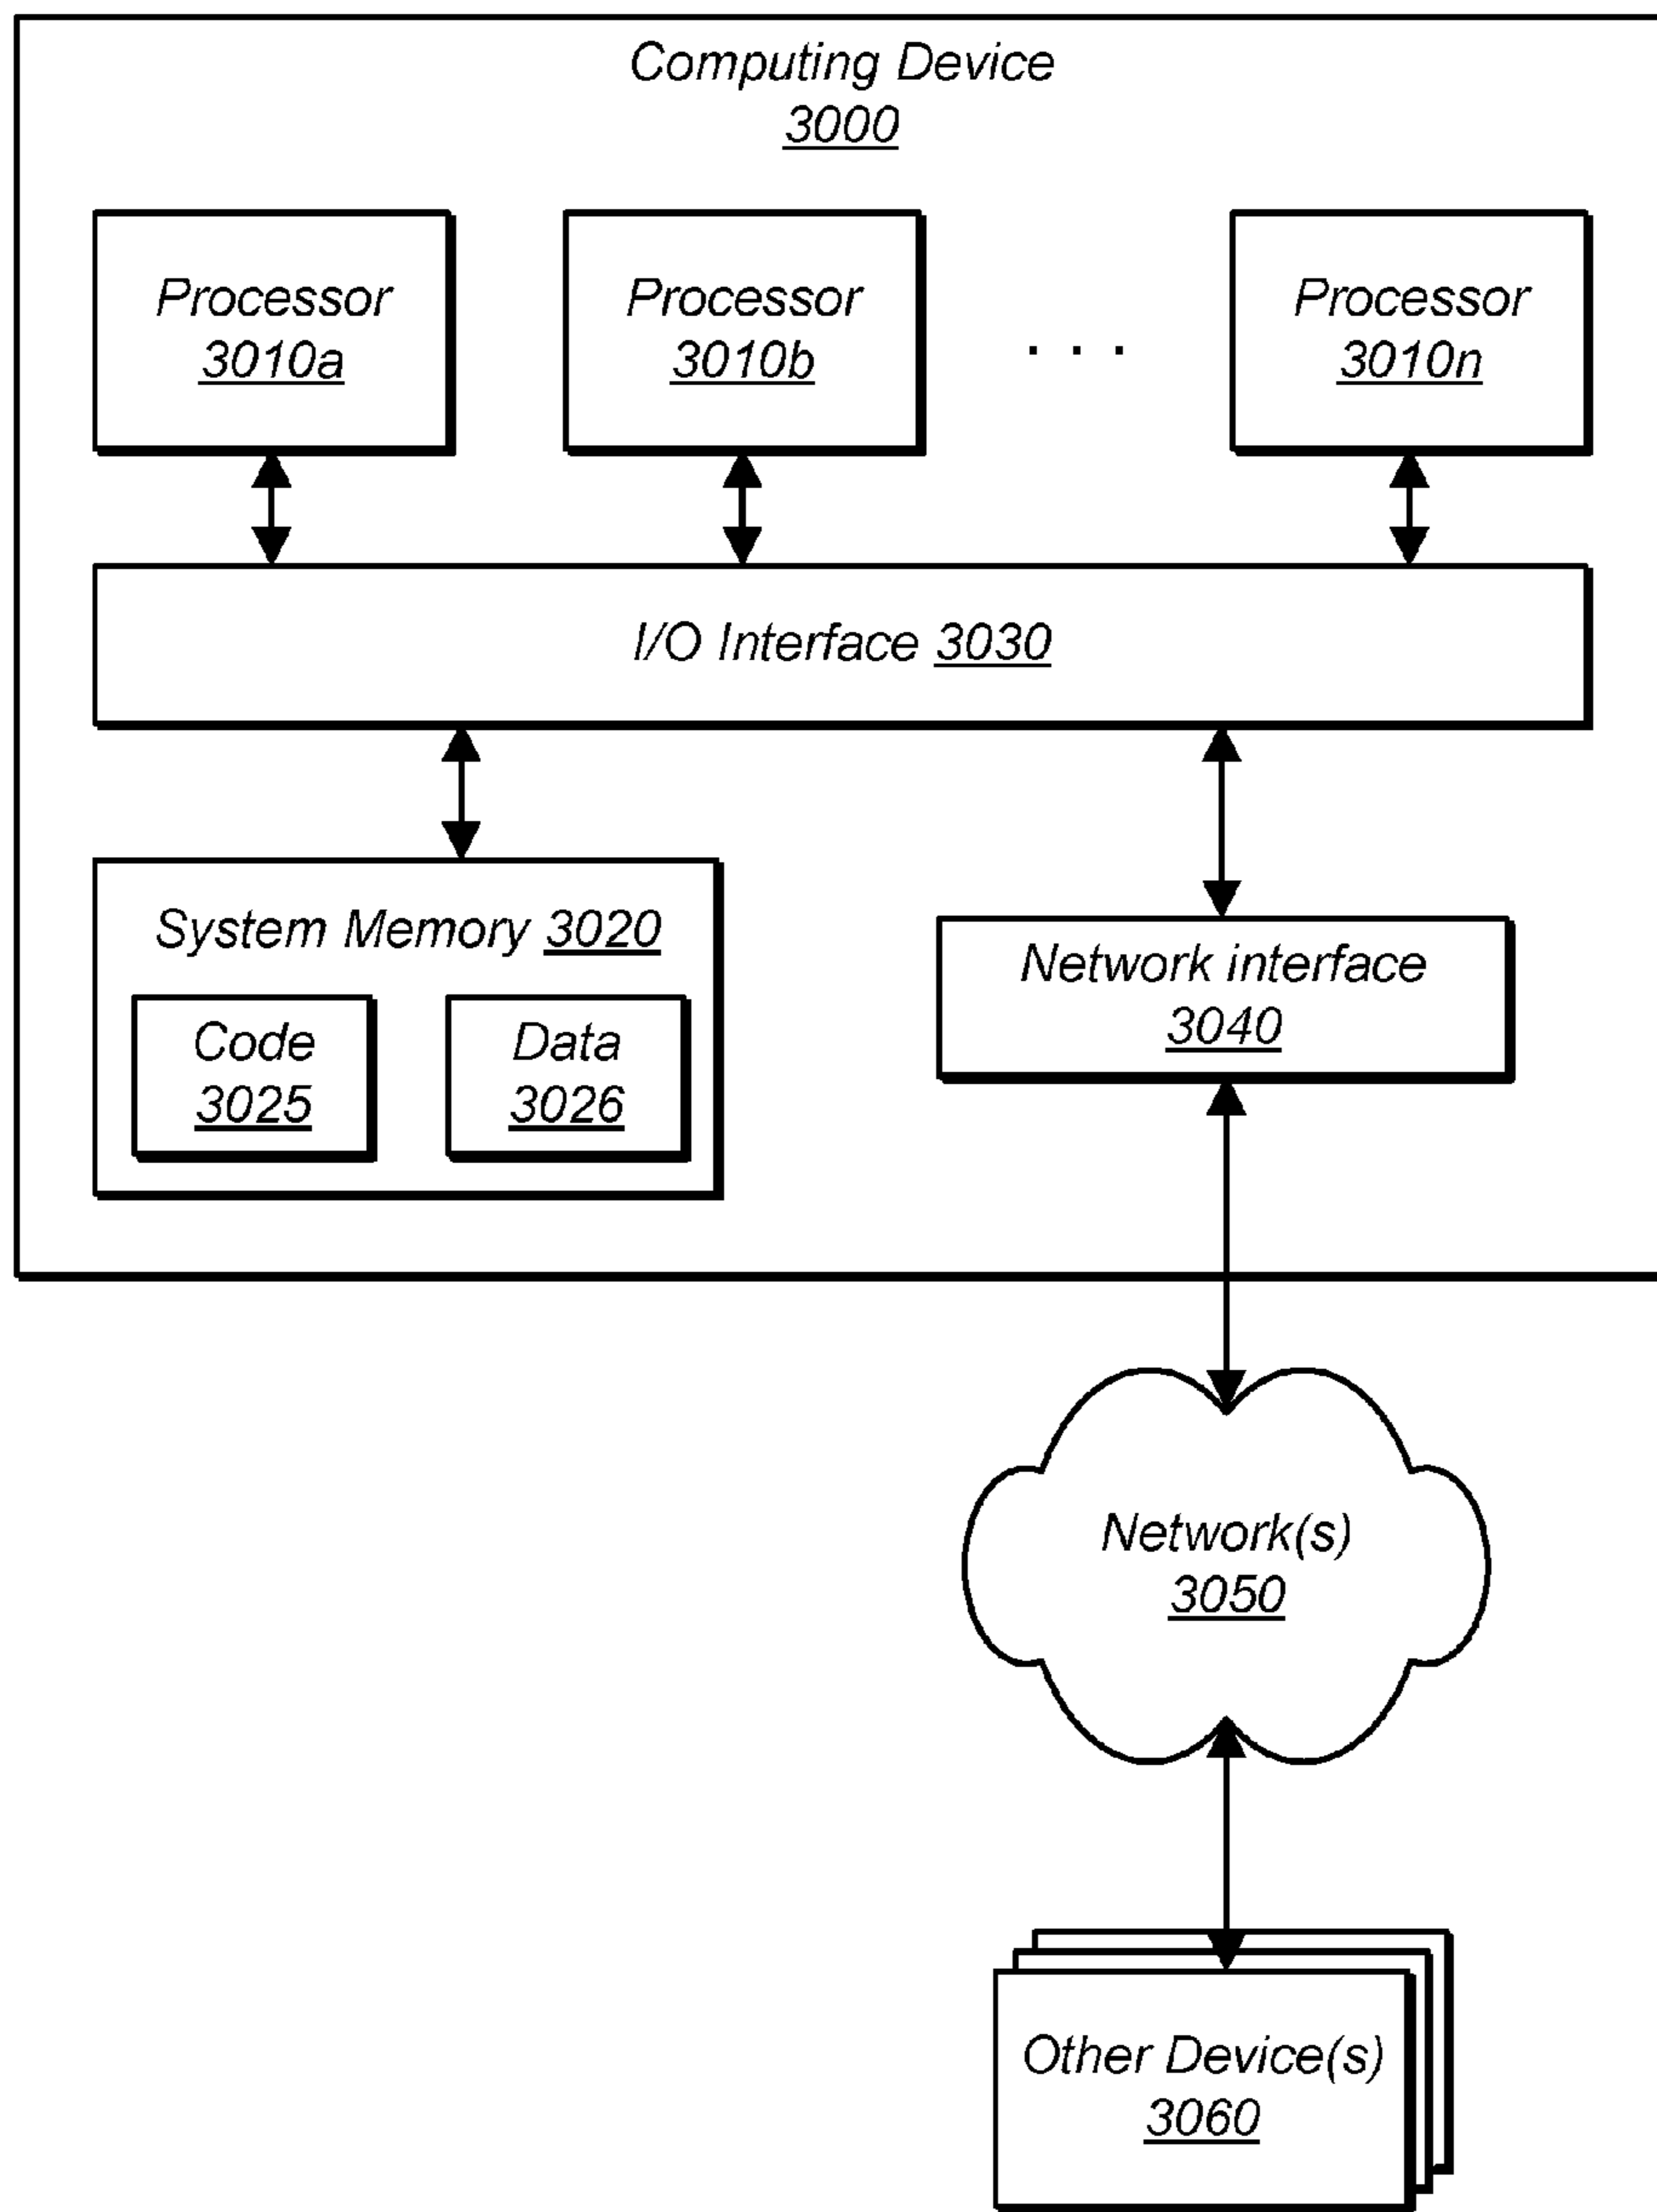 Computing Device
3000
Processor
3010a
Processor
3010b
. . .
Processor
3010n
I/O Interface 3030
System Memory 3020
Code
3025
Data
3026
Network interface
3040
Network(s)
3050
Other Device(s)
3060